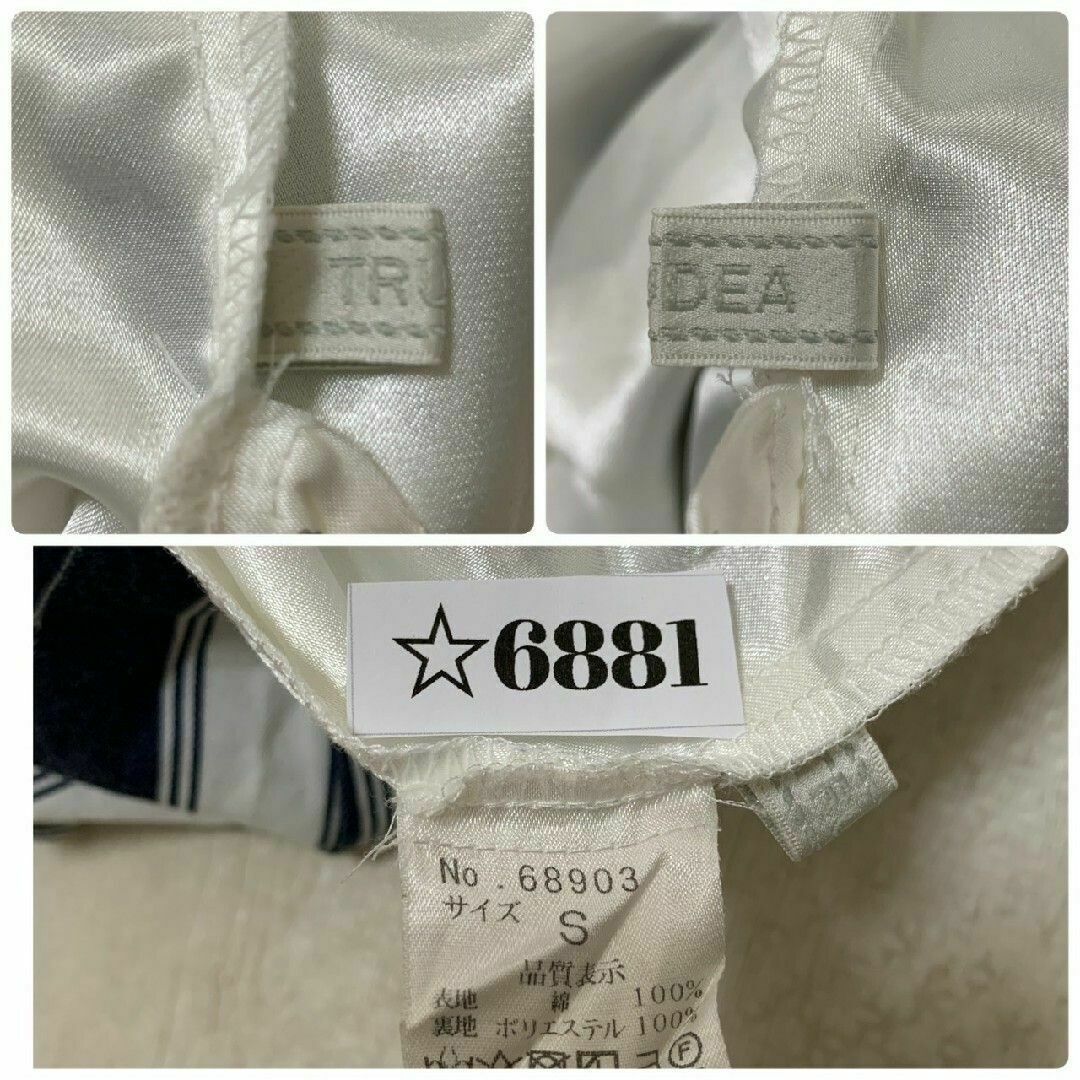 TRU
IDEA
☆6881
No.68903
サイズ S
品質表示
表地 綿 100%
裏地 ポリエステル 100%
F